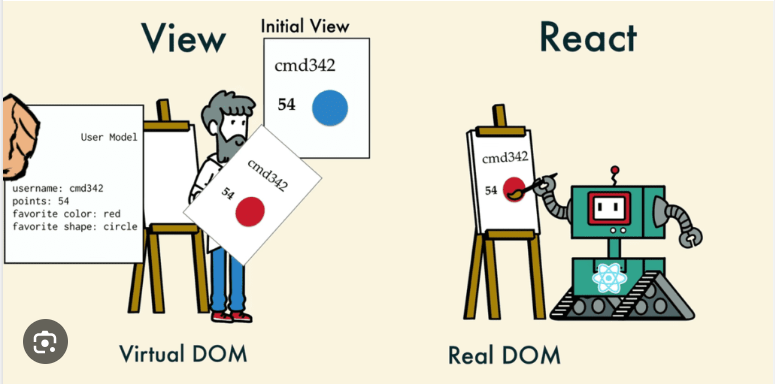 View
Initial View
React
cmd342
54
User Model
username: cmd342
points: 54
favorite color: red
favorite shape: circle
cmd342
54
cmd342
54
Virtual DOM
Real DOM